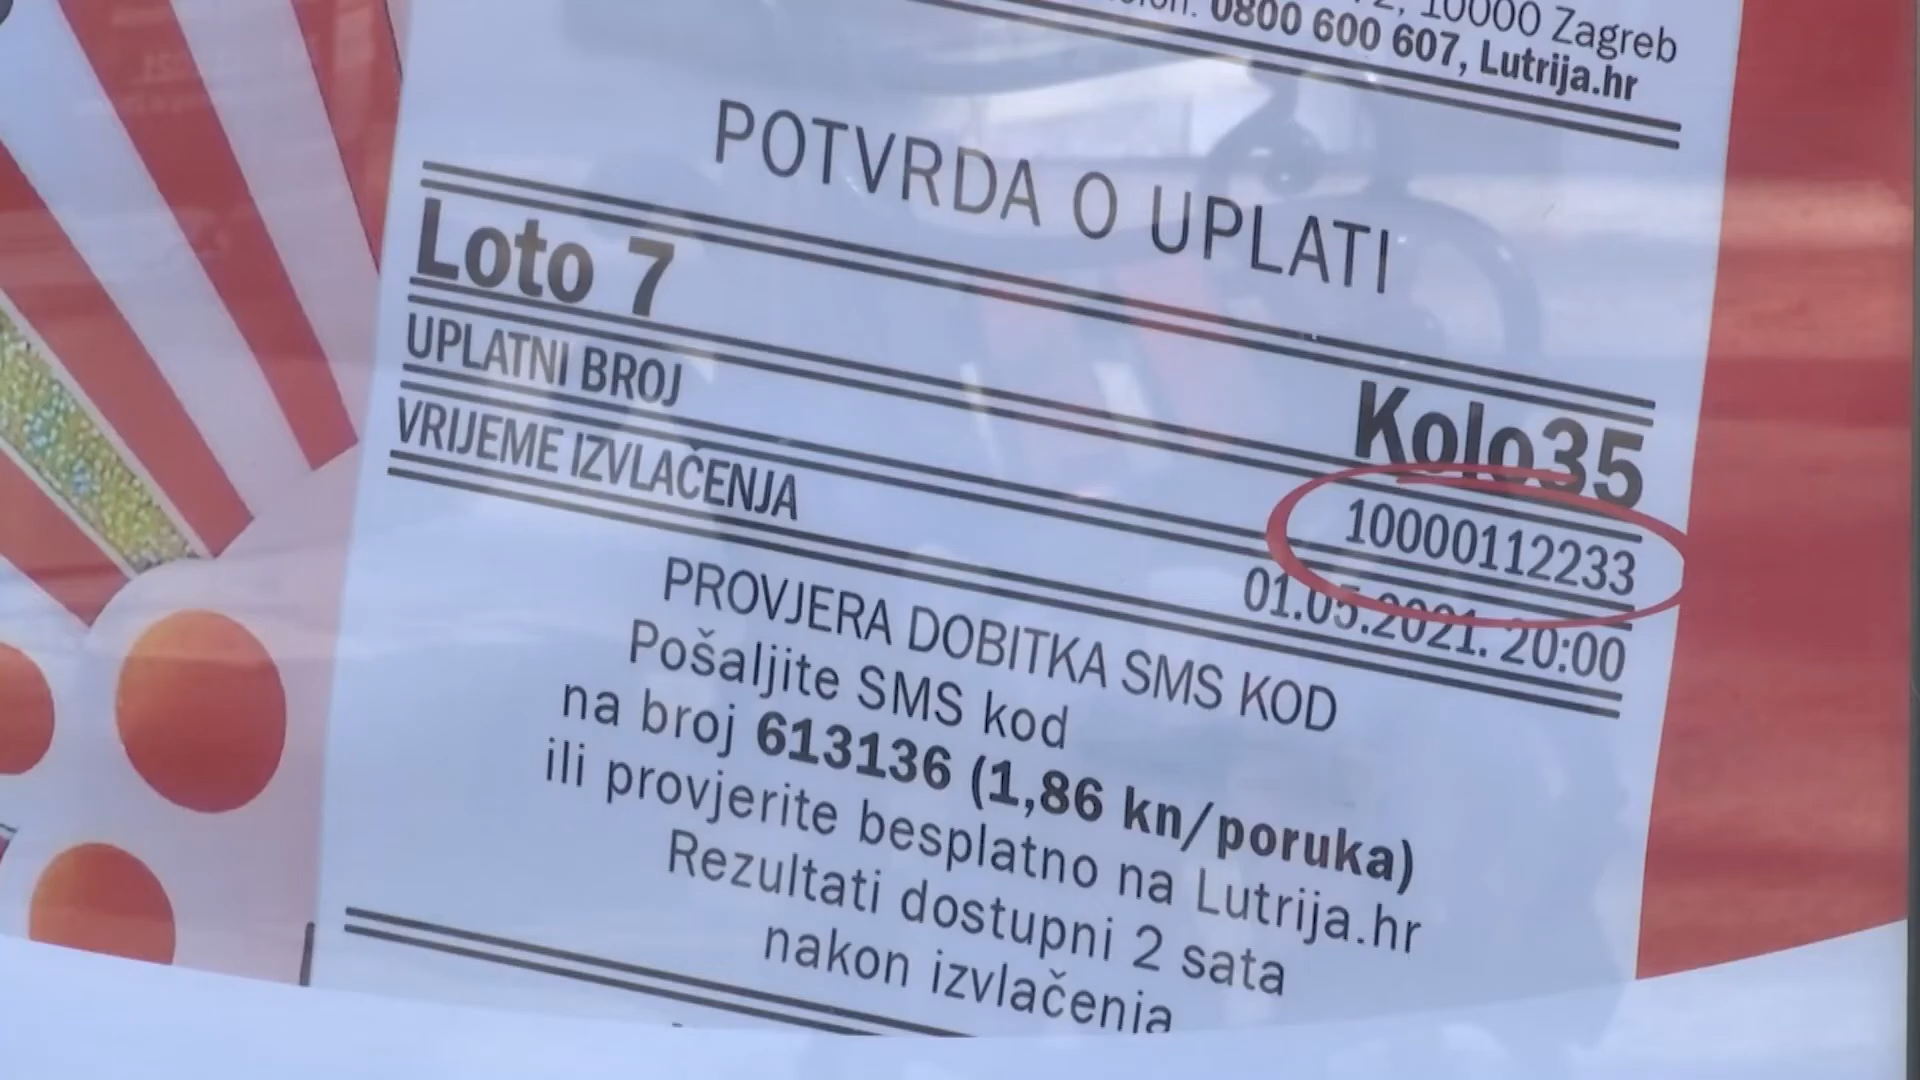 10000 Zagreb
0800 600 607, Lutrija.hr
POTVRDA O UPLATI
Loto 7 Kolo35
UPLATNI BROJ 10000112233
VRIJEME IZVLAČENJA 01.05.2021. 20:00
PROVJERA DOBITKA SMS KOD
Pošaljite SMS kod
na broj 613136 (1,86 kn/poruka)
ili provjerite besplatno na Lutrija.hr
Rezultati dostupni 2 sata
nakon izvlačenja